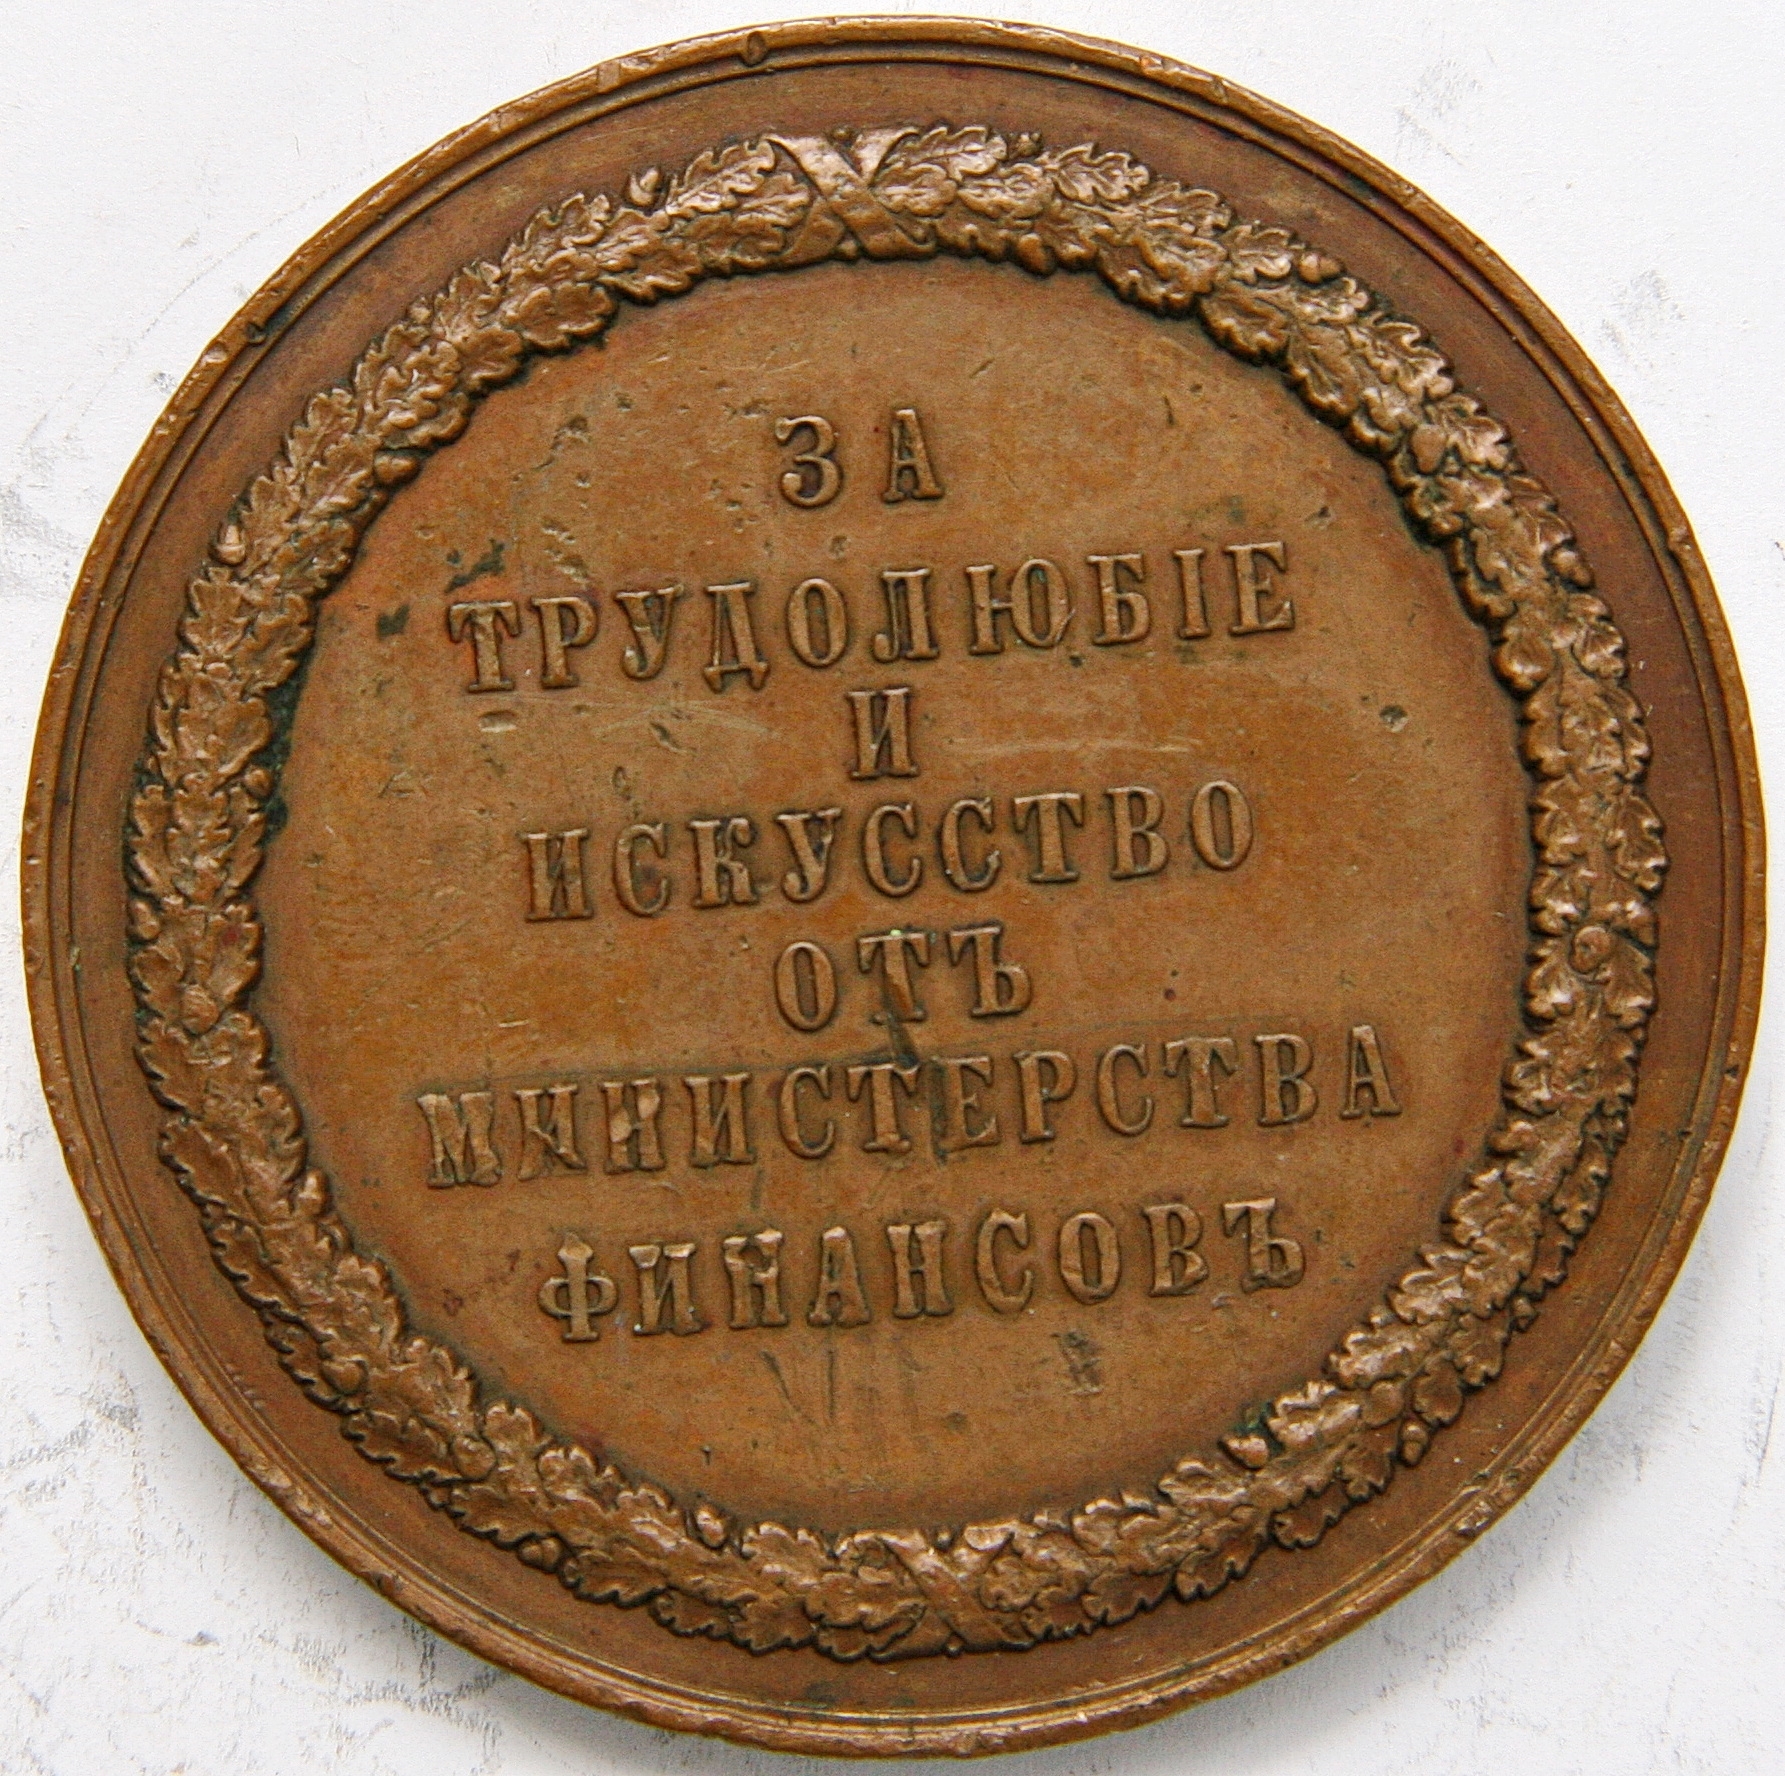 ЗА
ТРУДОЛЮБІЕ
И
ИСКУССТВО
ОТЪ
МИНИСТЕРСТВА
ФИНАНСОВЪ